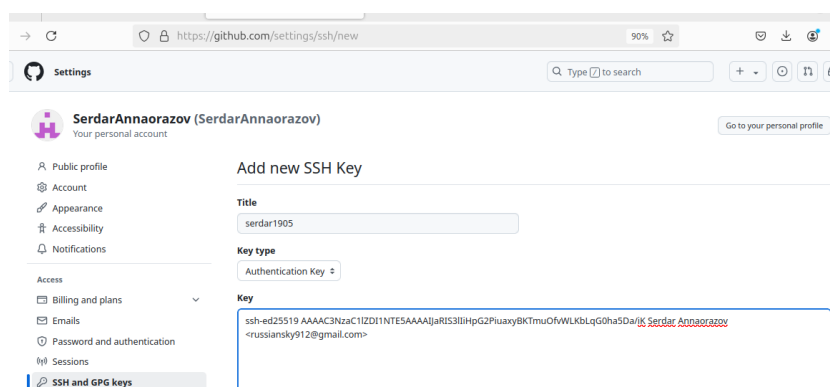 https://github.com/settings/ssh/new
90%
Settings
Type / to search
SerdarAnnaorazov (SerdarAnnaorazov)
Your personal account
Go to your personal profile
Public profile
Account
Appearance
Accessibility
Notifications
Access
Billing and plans
Emails
Password and authentication
Sessions
SSH and GPG keys
Add new SSH Key
Title
serdar1905
Key type
Authentication Key
Key
ssh-ed25519 AAAAC3NzaC1lZDI1NTE5AAAAIJaRIS3lIiHpG2PiuaxyBKTmuOfvWLKbLqG0ha5Da/iK Serdar Annaorazov
<russiansky912@gmail.com>